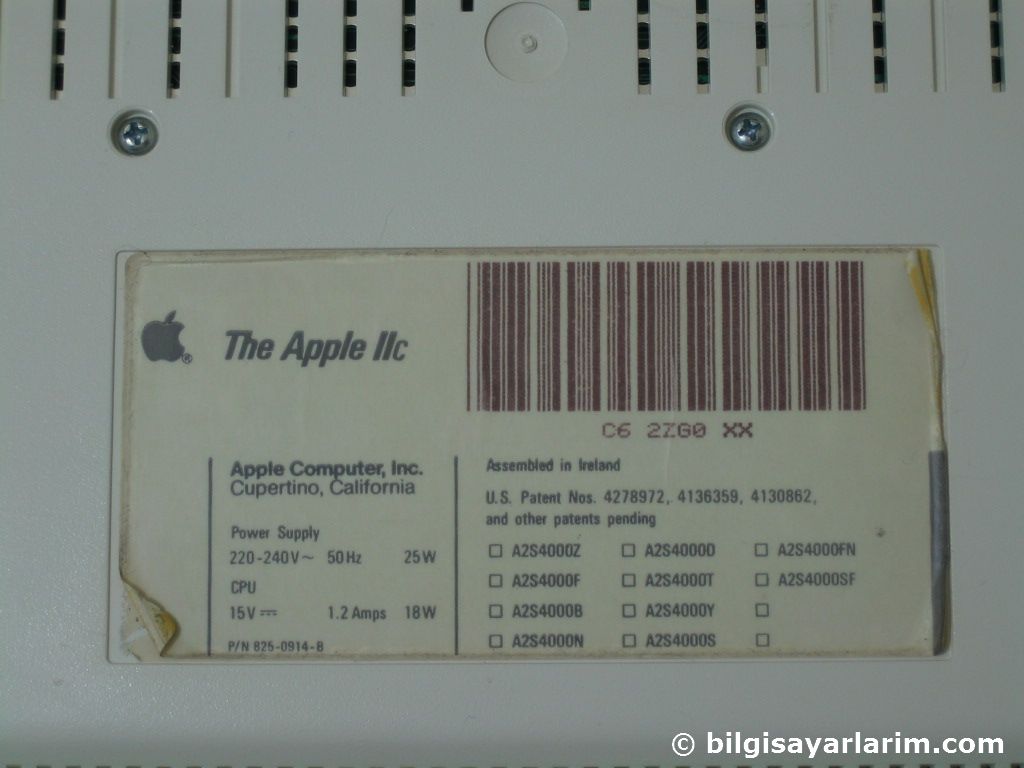 The Apple IIc
C6 2ZG0 XX
Apple Computer, Inc.
Cupertino, California
Power Supply
220-240V~ 50Hz 25W
CPU
15V⎓ 1.2 Amps 18W
P/N 825-0914-B
Assembled in Ireland
U.S. Patent Nos. 4278972, 4136359, 4130862,
and other patents pending
☐ A2S4000Z ☐ A2S4000D ☐ A2S4000FN
☐ A2S4000F ☐ A2S4000T ☐ A2S4000SF
☐ A2S4000B ☐ A2S4000Y ☐
☐ A2S4000N ☐ A2S4000S ☐
© bilgisayarlarim.com